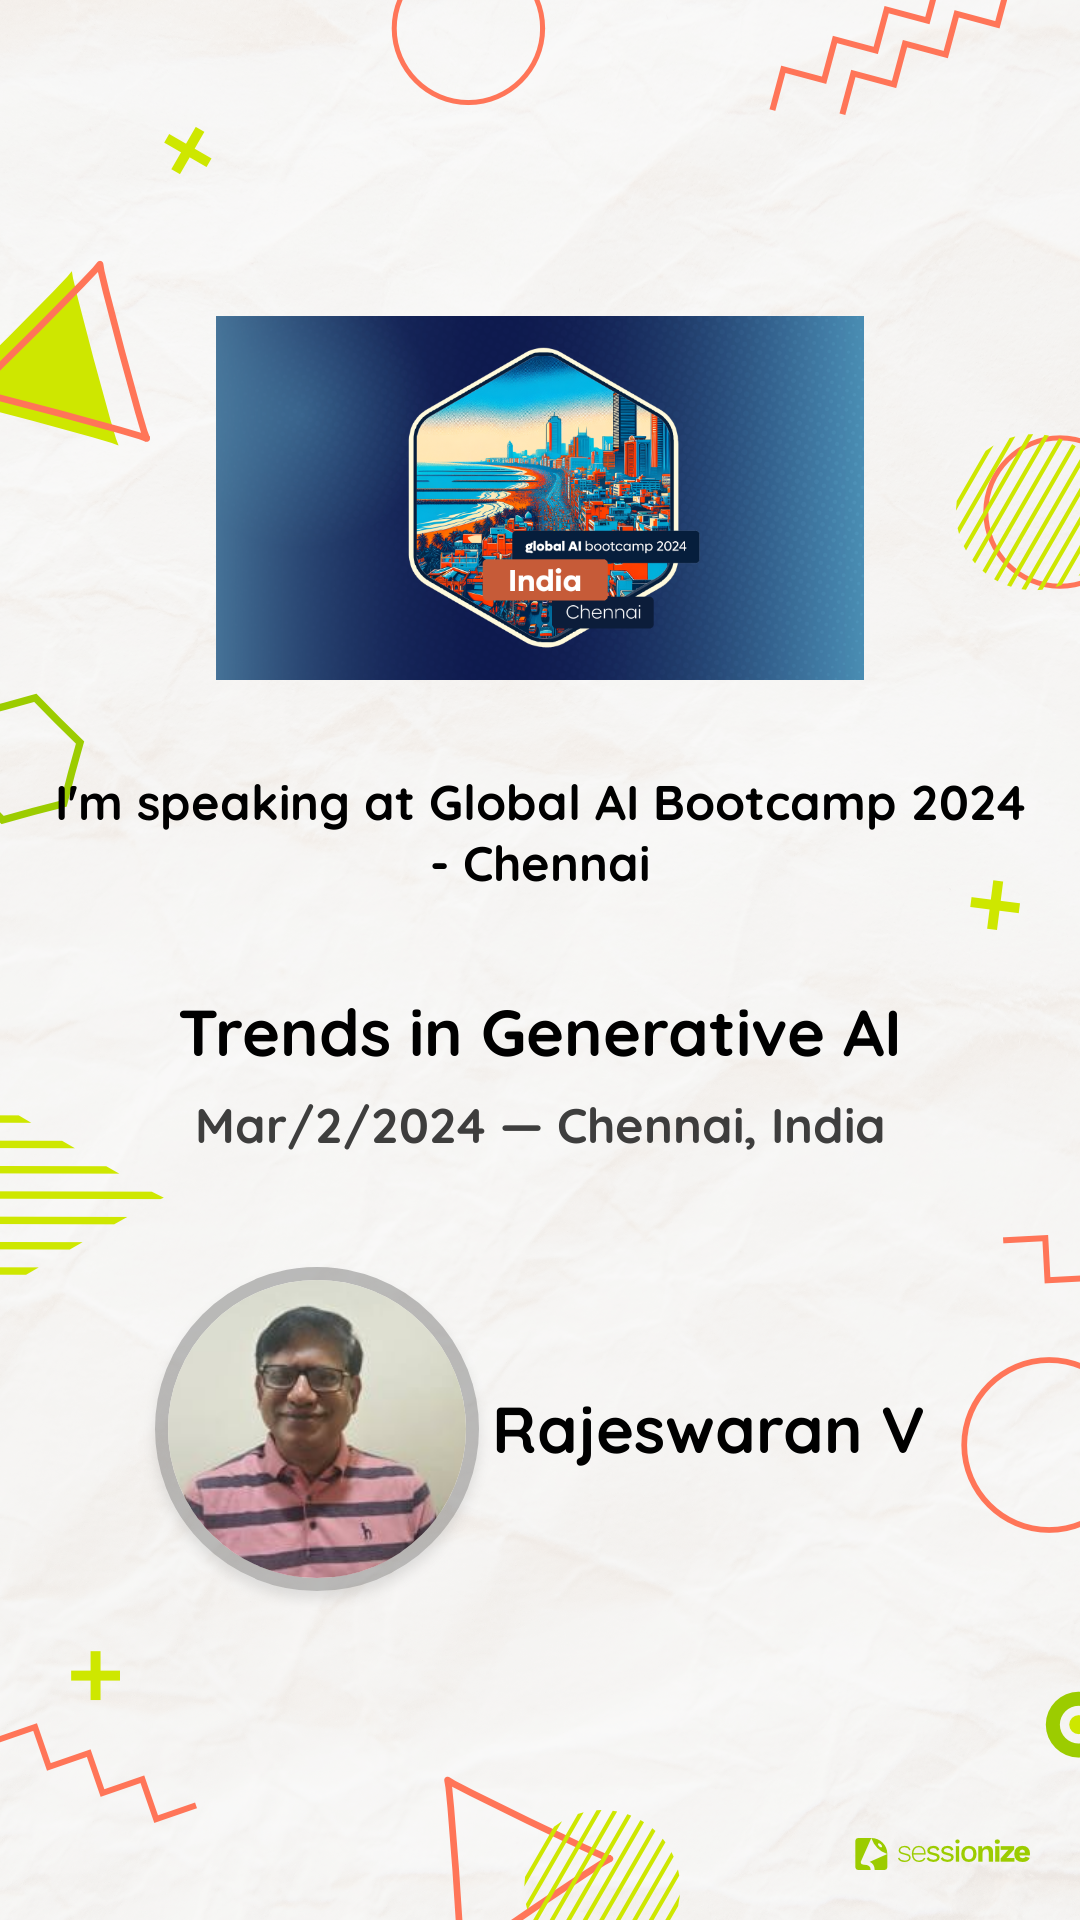 global AI bootcamp 2024
India
Chennai
I'm speaking at Global AI Bootcamp 2024
- Chennai
Trends in Generative AI
Mar/2/2024 — Chennai, India
Rajeswaran V
h
sessionize